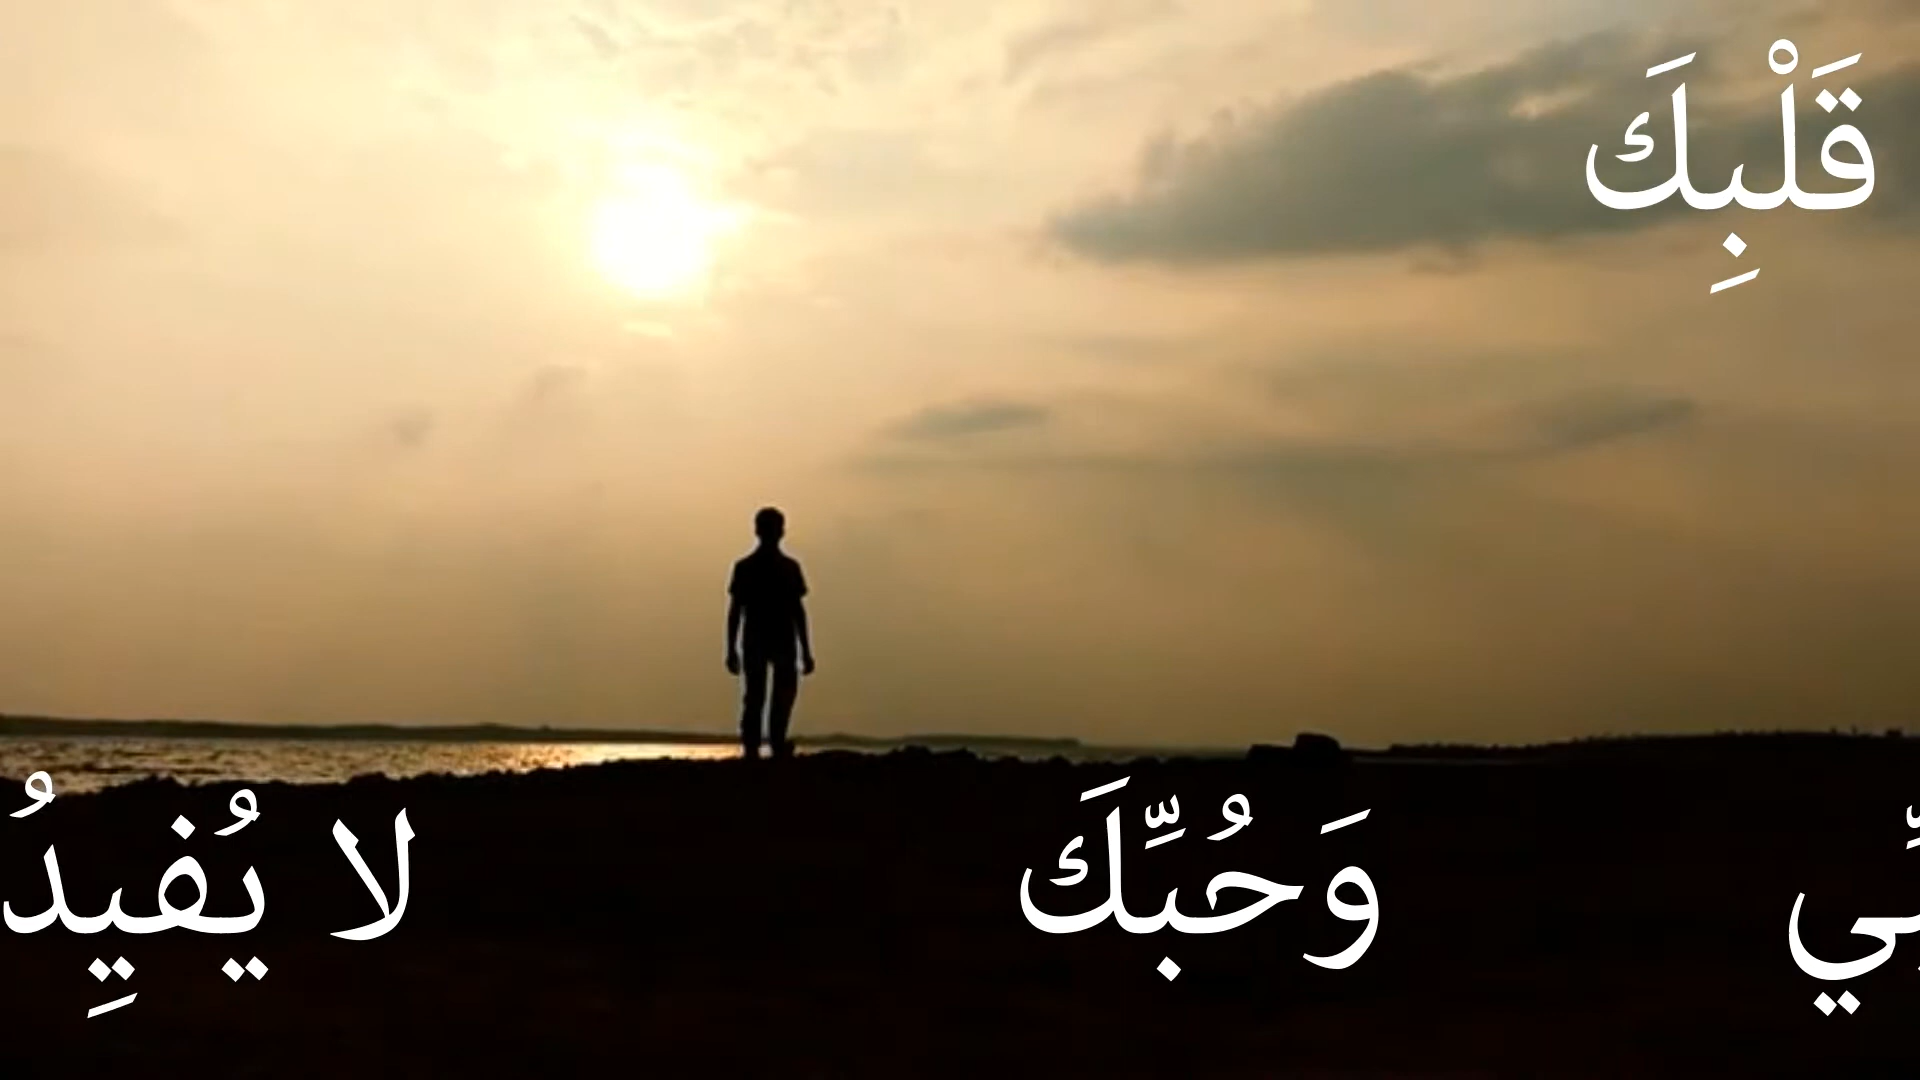 قَلْبِكَ
وَحُبِّكَ لا يُفِيدُ